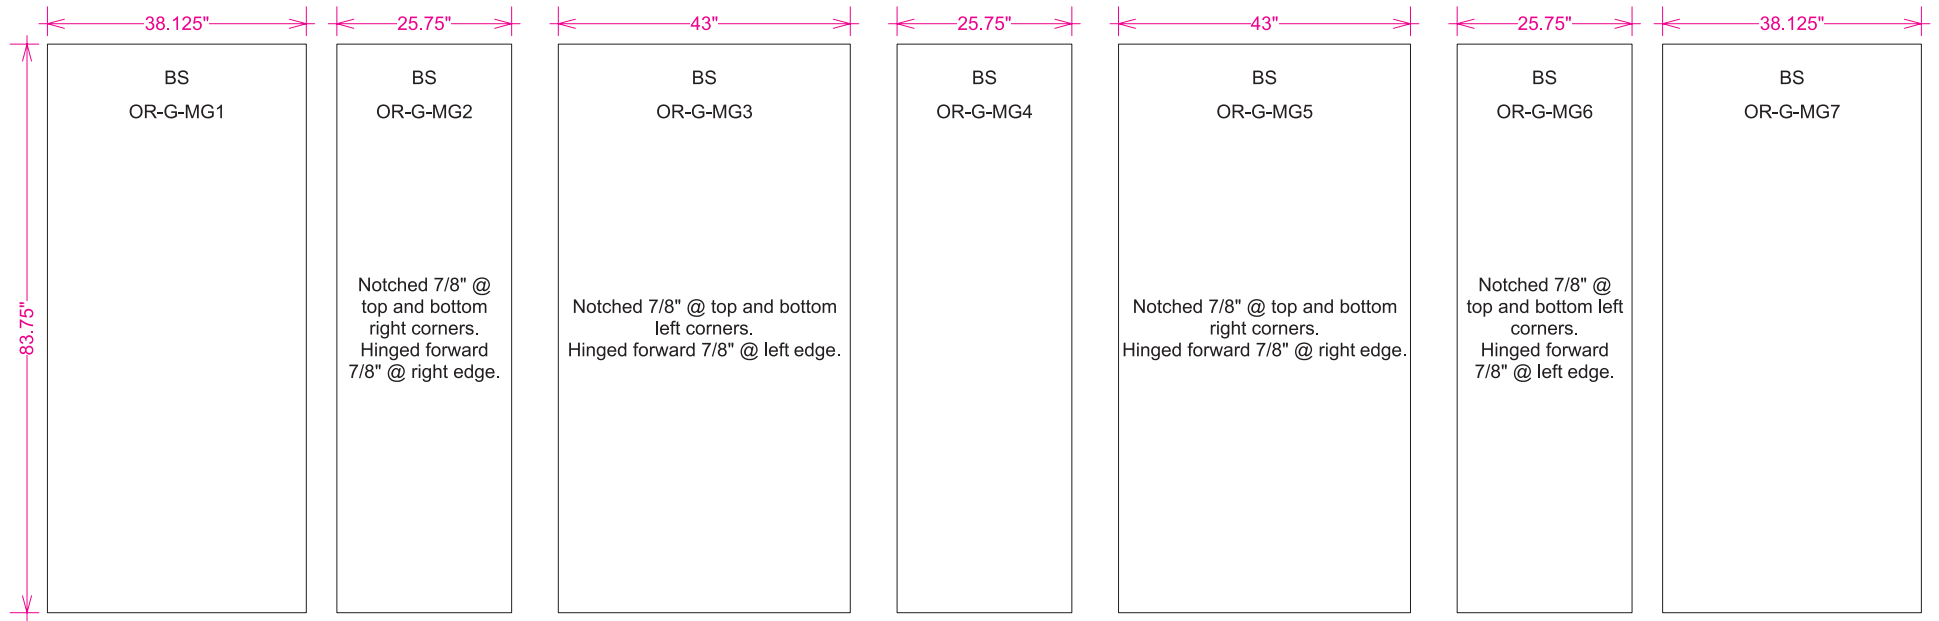 38.125"
25.75"
43"
25.75"
43"
25.75"
38.125"
83.75"
BS
OR-G-MG1
BS
OR-G-MG2
Notched 7/8" @
top and bottom
right corners.
Hinged forward
7/8" @ right edge.
BS
OR-G-MG3
Notched 7/8" @ top and bottom
left corners.
Hinged forward 7/8" @ left edge.
BS
OR-G-MG4
BS
OR-G-MG5
Notched 7/8" @ top and bottom
right corners.
Hinged forward 7/8" @ right edge.
BS
OR-G-MG6
Notched 7/8" @
top and bottom left
corners.
Hinged forward
7/8" @ left edge.
BS
OR-G-MG7